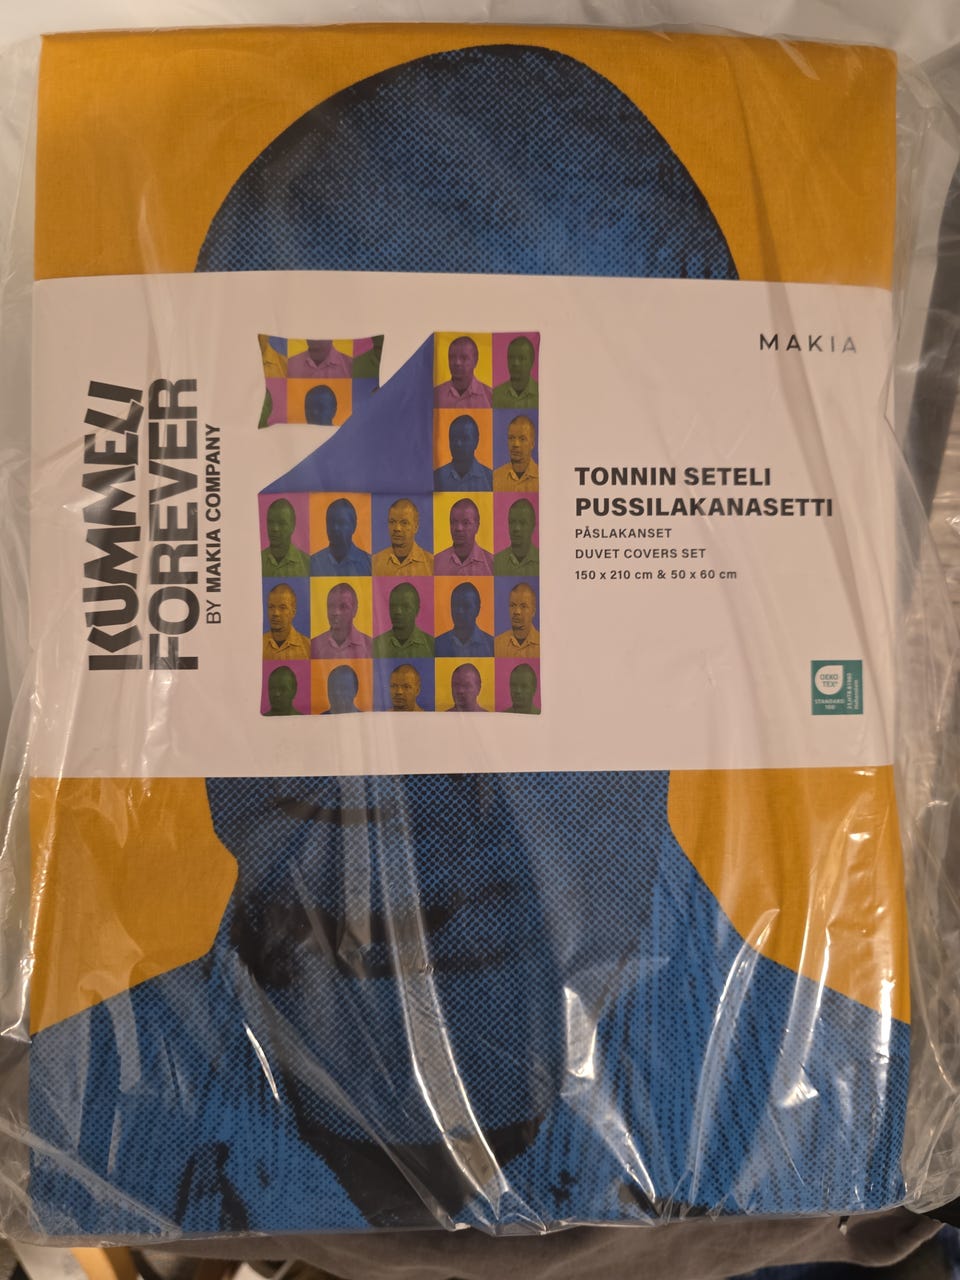 KUMMELI
FOREVER
BY MAKIA COMPANY
MAKIA
TONNIN SETELI
PUSSILAKANASETTI
PÅSLAKANSET
DUVET COVERS SET
150 x 210 cm & 50 x 60 cm
OEKO
TEX®
STANDARD
100